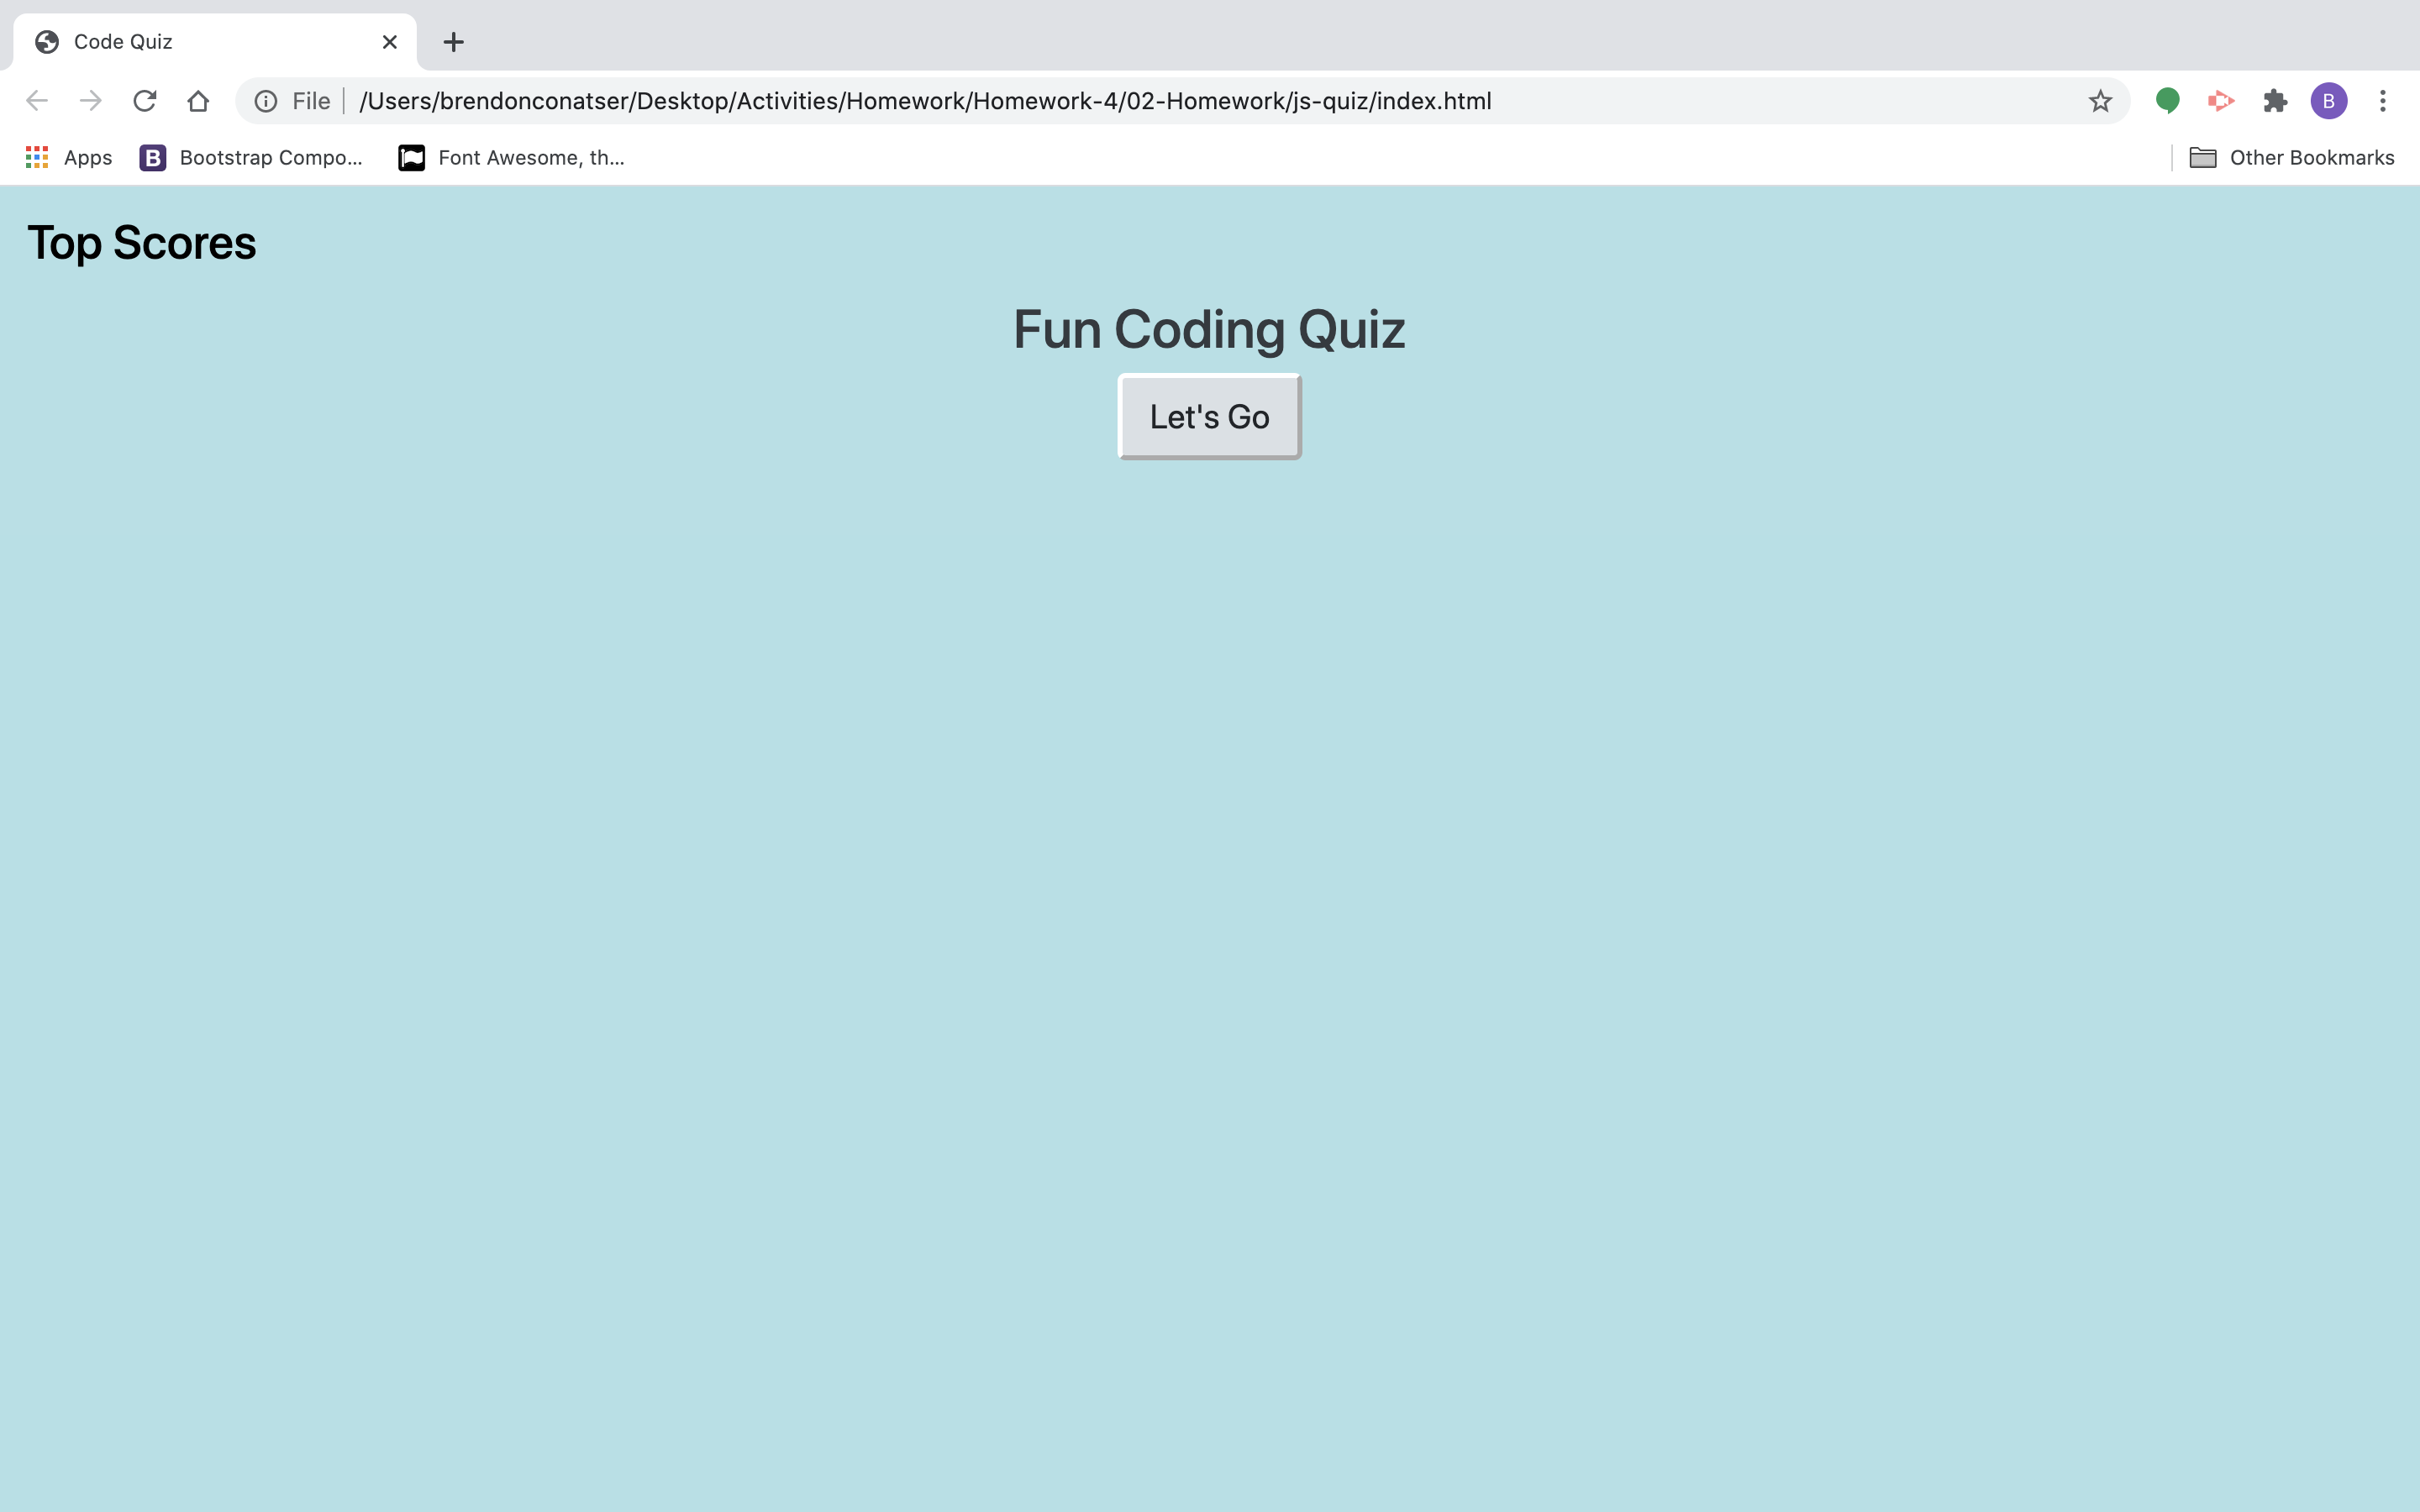 Code Quiz
File /Users/brendonconatser/Desktop/Activities/Homework/Homework-4/02-Homework/js-quiz/index.html B
Apps B Bootstrap Compo... Font Awesome, th... Other Bookmarks
Top Scores
Fun Coding Quiz
Let's Go